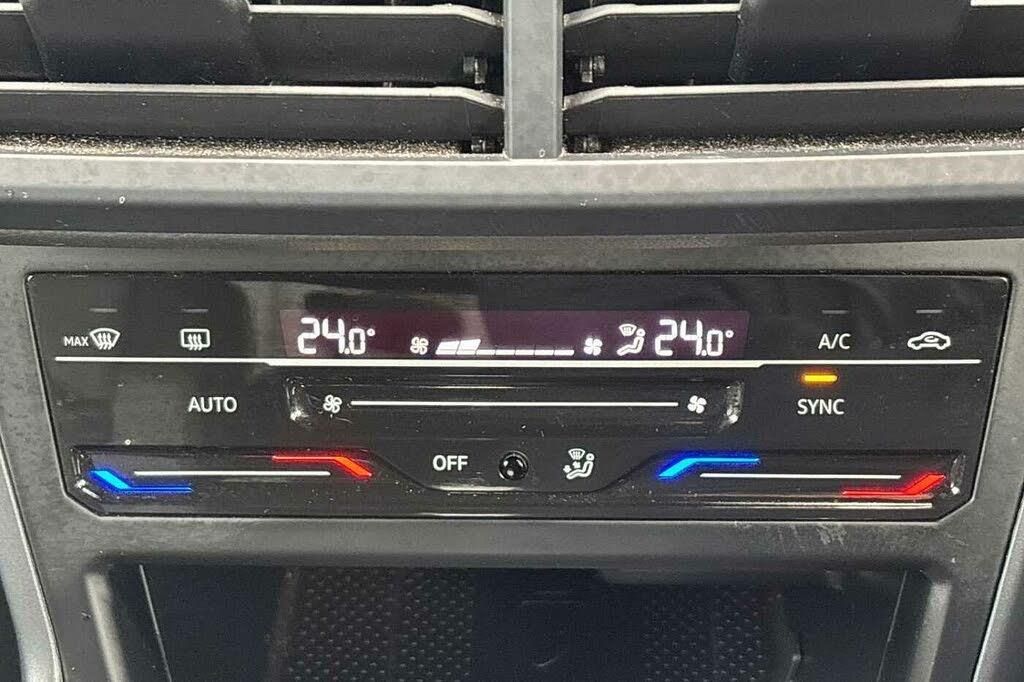 MAX 24.0° 24.0° A/C
AUTO SYNC
OFF